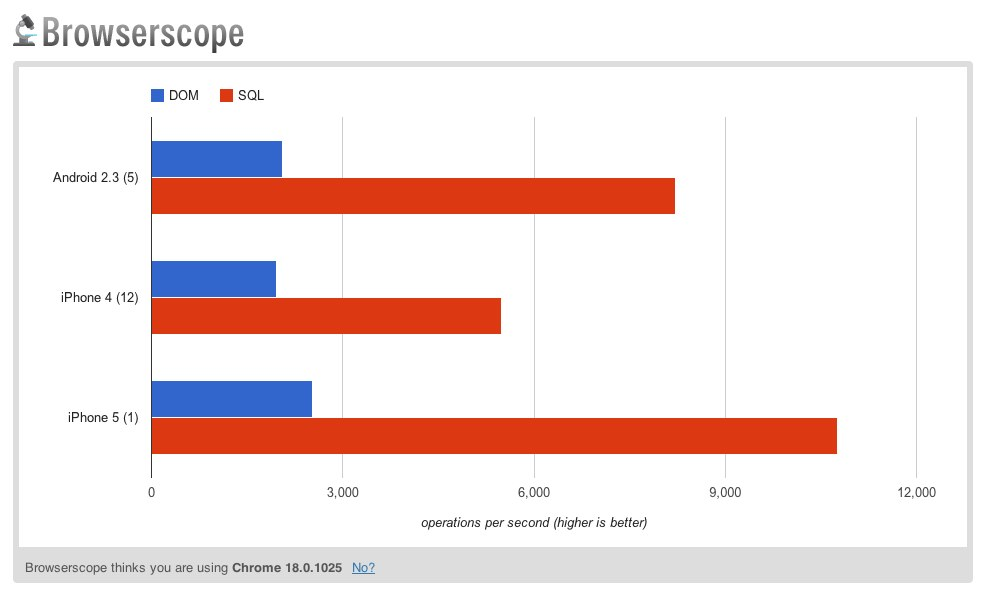 Browserscope
DOM SQL
Android 2.3 (5)
iPhone 4 (12)
iPhone 5 (1)
0 3,000 6,000 9,000 12,000
operations per second (higher is better)
Browserscope thinks you are using Chrome 18.0.1025 No?